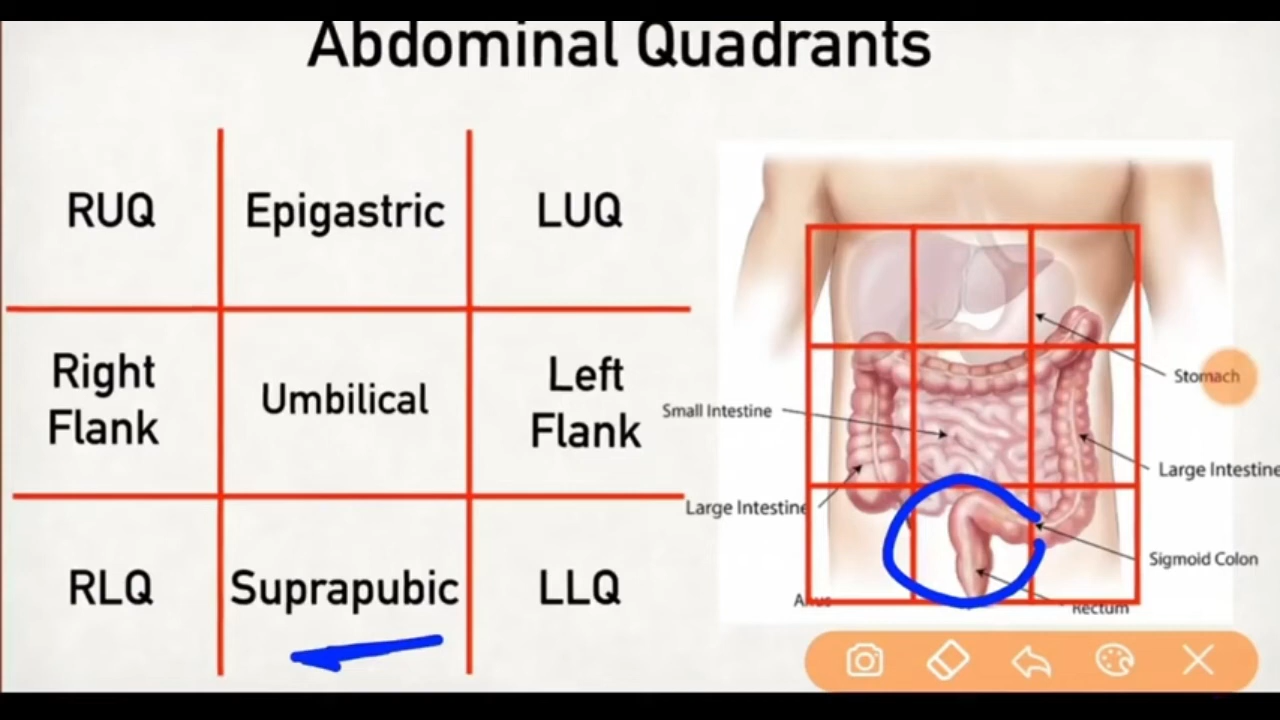 Abdominal Quadrants
RUQ
Epigastric
LUQ
Right
Flank
Umbilical
Left
Flank
RLQ
Suprapubic
LLQ
Stomach
Small Intestine
Large Intestine
Large Intestine
Sigmoid Colon
Anus
Rectum